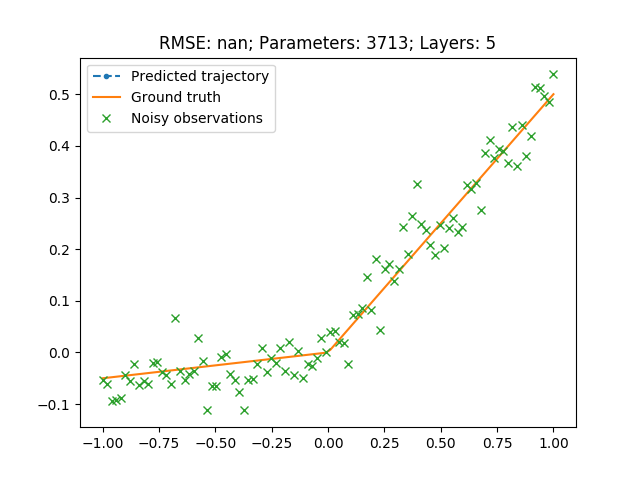 RMSE: nan; Parameters: 3713; Layers: 5
Predicted trajectory
Ground truth
Noisy observations
0.5
0.4
0.3
0.2
0.1
0.0
−0.1
−1.00 −0.75 −0.50 −0.25 0.00 0.25 0.50 0.75 1.00